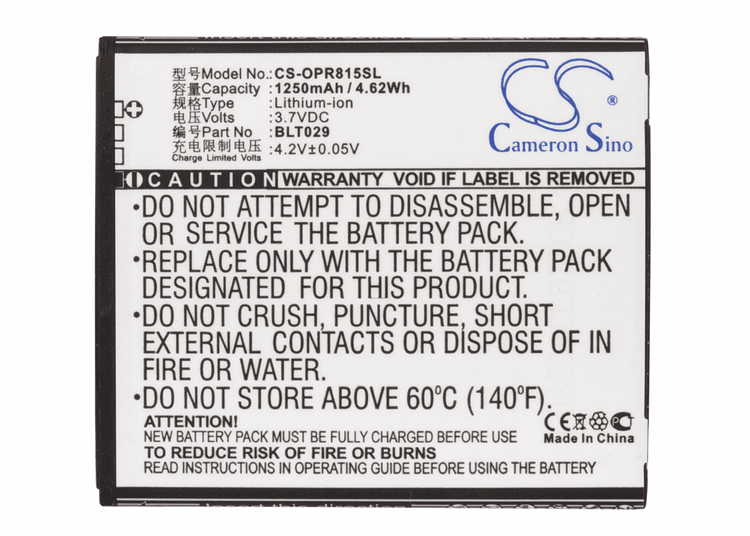 型号Model No.: CS-OPR815SL
容量Capacity: 1250mAh / 4.62Wh
类型Type: Lithium-ion
电压Volts: 3.7VDC
编号Part No.: BLT029
充电限制电压: 4.2V±0.05V
Charge Limited Voltage
CS
®
Cameron Sino
CAUTION WARRANTY VOID IF LABEL IS REMOVED
•DO NOT ATTEMPT TO DISASSEMBLE, OPEN
OR SERVICE THE BATTERY PACK.
•REPLACE ONLY WITH THE BATTERY PACK
DESIGNATED FOR THIS PRODUCT.
•DO NOT CRUSH, PUNCTURE, SHORT
EXTERNAL CONTACTS OR DISPOSE OF IN
FIRE OR WATER.
•DO NOT STORE ABOVE 60°C (140°F).
ATTENTION!
NEW BATTERY PACK MUST BE FULLY CHARGED BEFORE USE
TO REDUCE RISK OF FIRE OR BURNS
READ INSTRUCTIONS IN REPLACING THE BATTERY
CE
MADE IN CHINA